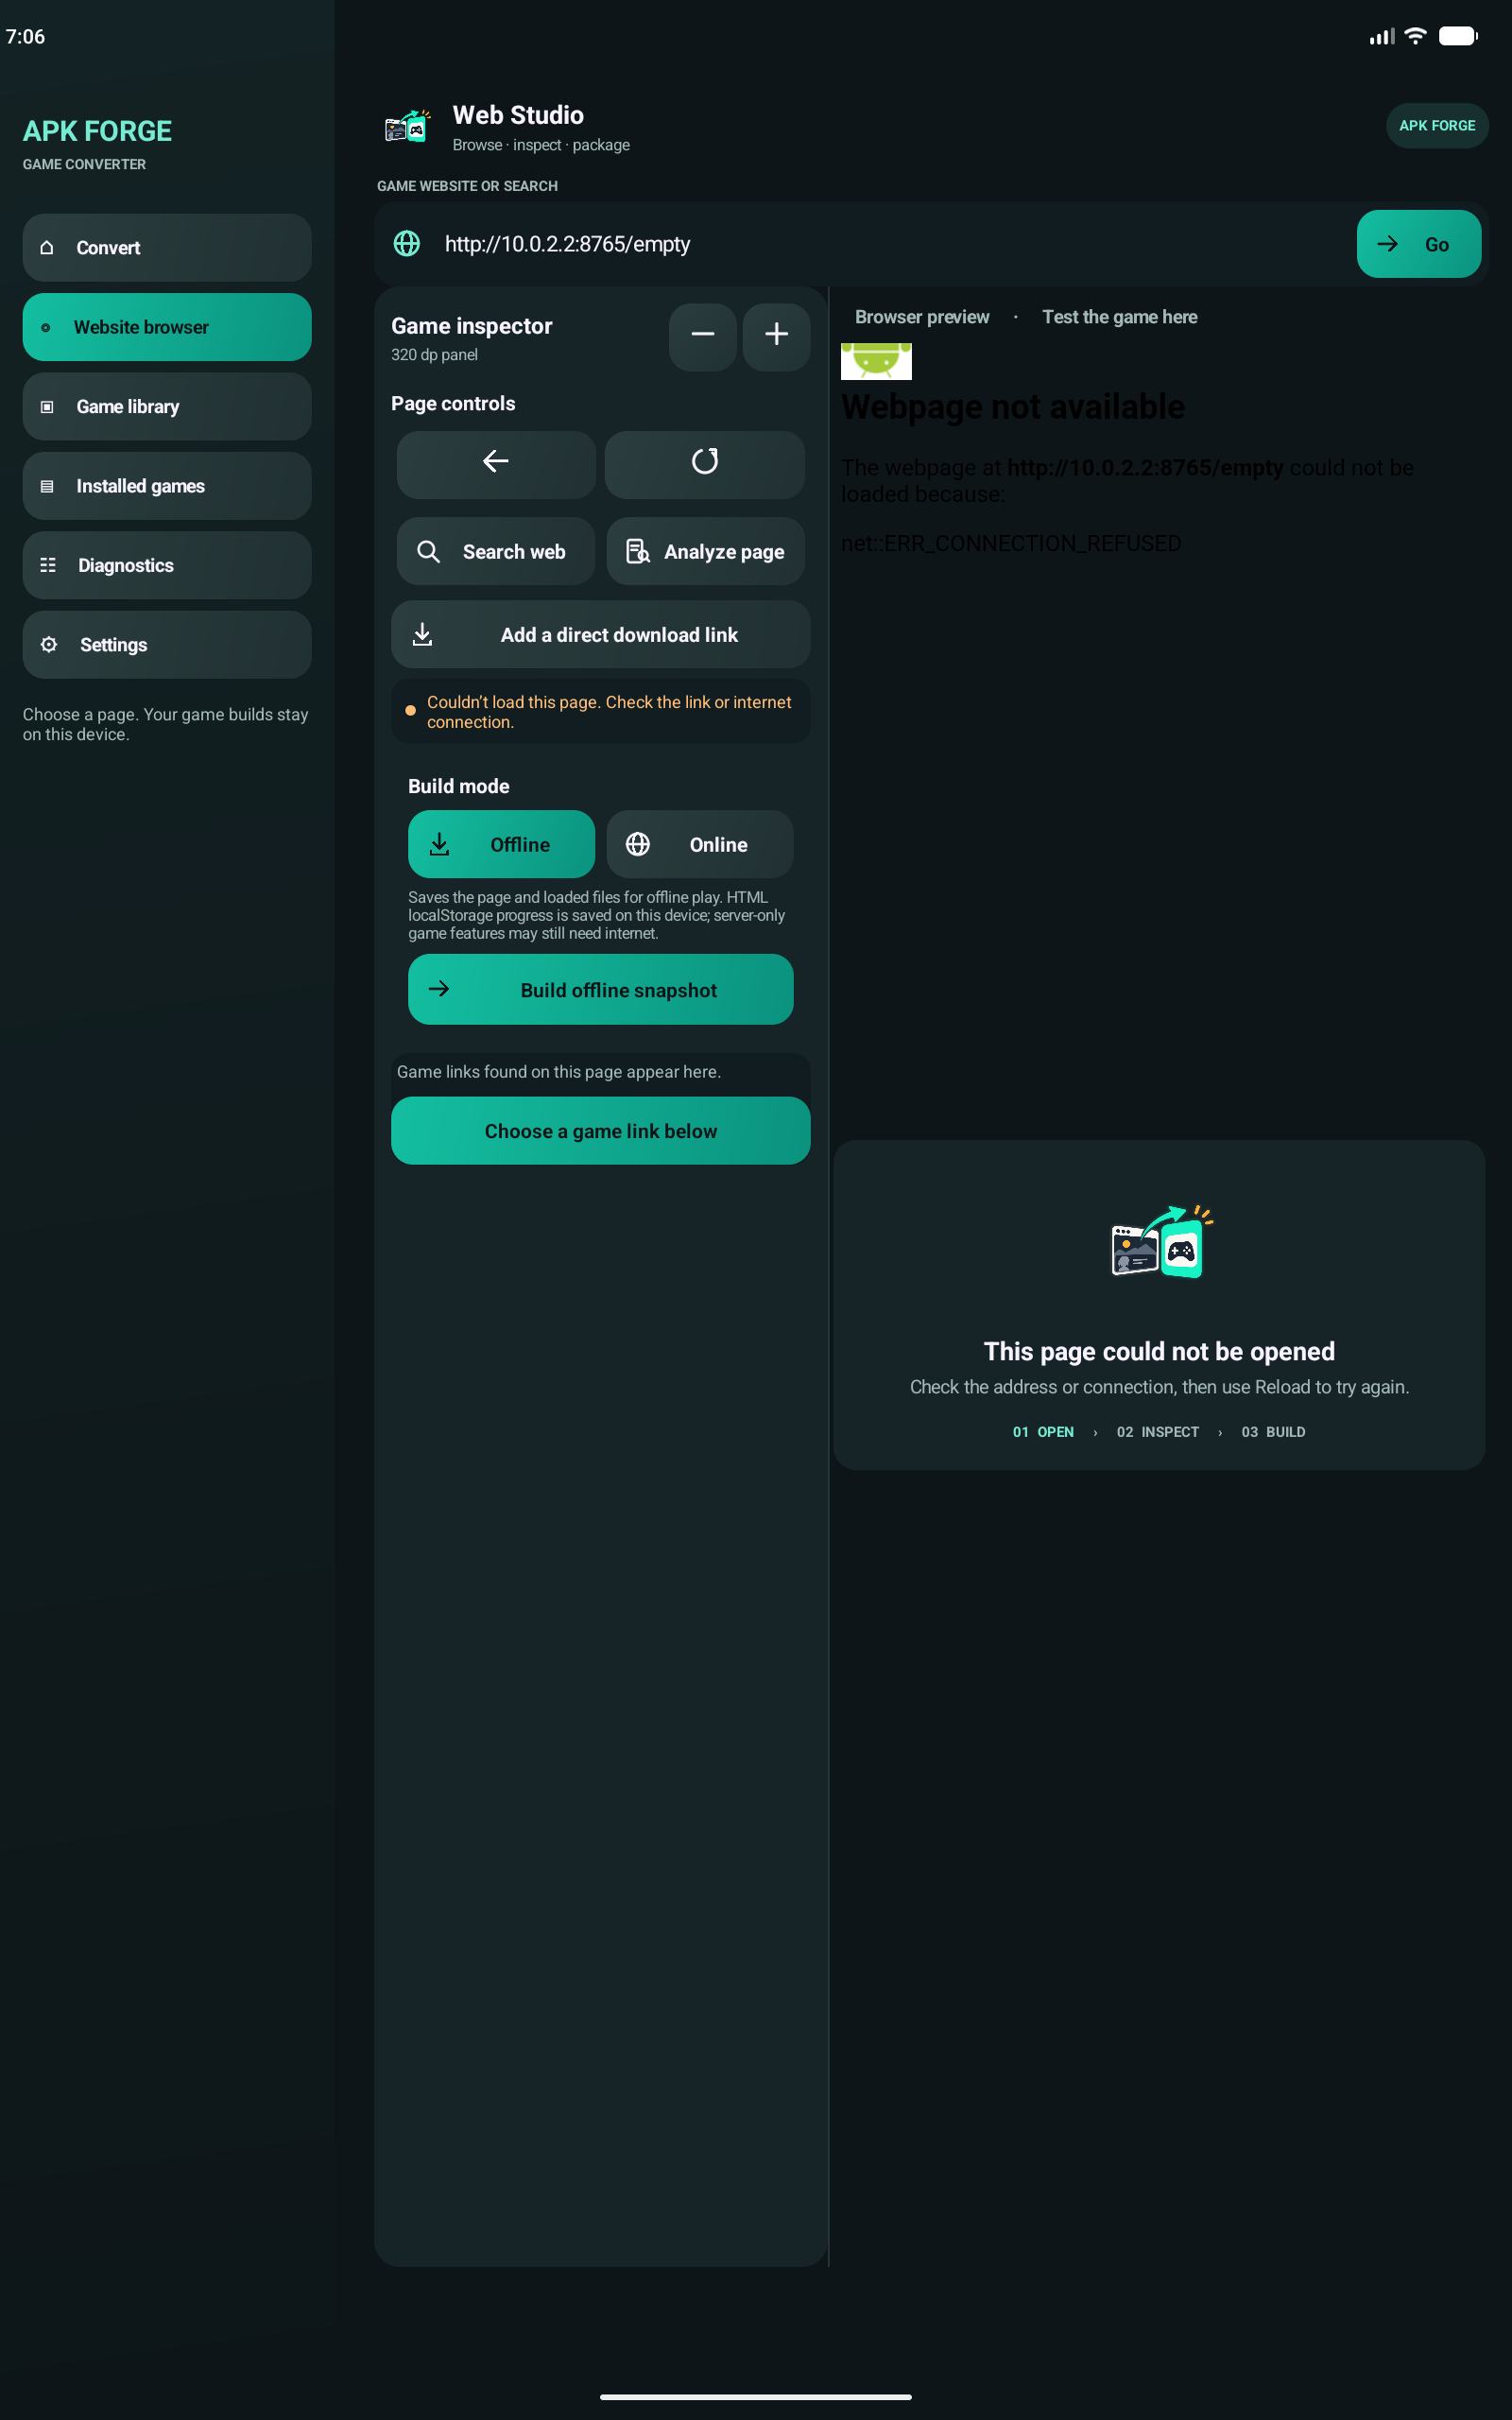 7:06
APK FORGE
GAME CONVERTER
Convert
Website browser
Game library
Installed games
Diagnostics
Settings
Choose a page. Your game builds stay
on this device.
Web Studio
Browse · inspect · package
APK FORGE
GAME WEBSITE OR SEARCH
http://10.0.2.2:8765/empty
Go
Game inspector
320 dp panel
Page controls
Search web
Analyze page
Add a direct download link
Couldn’t load this page. Check the link or internet
connection.
Build mode
Offline
Online
Saves the page and loaded files for offline play. HTML
localStorage progress is saved on this device; server-only
game features may still need internet.
Build offline snapshot
Game links found on this page appear here.
Choose a game link below
Browser preview · Test the game here
Webpage not available
The webpage at http://10.0.2.2:8765/empty could not be
loaded because:
net::ERR_CONNECTION_REFUSED
This page could not be opened
Check the address or connection, then use Reload to try again.
01 OPEN › 02 INSPECT › 03 BUILD